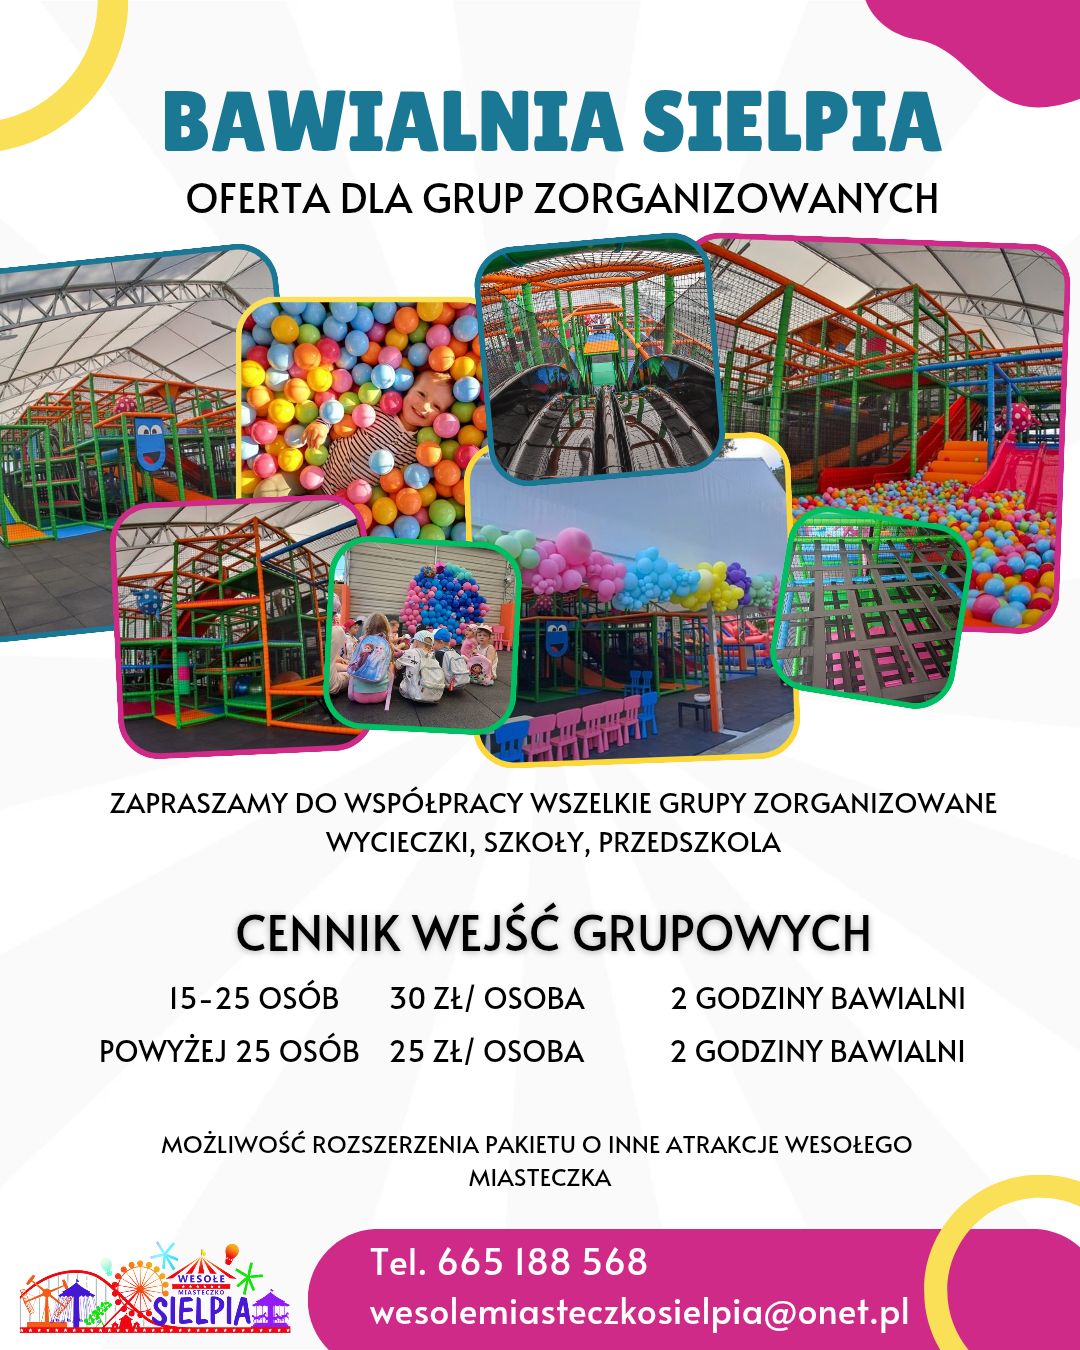 BAWIALNIA SIELPIA
OFERTA DLA GRUP ZORGANIZOWANYCH
ZAPRASZAMY DO WSPÓŁPRACY WSZELKIE GRUPY ZORGANIZOWANE
WYCIECZKI, SZKOŁY, PRZEDSZKOLA
CENNIK WEJŚĆ GRUPOWYCH
15-25 OSÓB 30 ZŁ/ OSOBA 2 GODZINY BAWIALNI
POWYŻEJ 25 OSÓB 25 ZŁ/ OSOBA 2 GODZINY BAWIALNI
MOŻLIWOŚĆ ROZSZERZENIA PAKIETU O INNE ATRAKCJE WESOŁEGO
MIASTECZKA
WESOŁE
MIASTECZKO
SIELPIA
Tel. 665 188 568
wesolemiasteczkosielpia@onet.pl